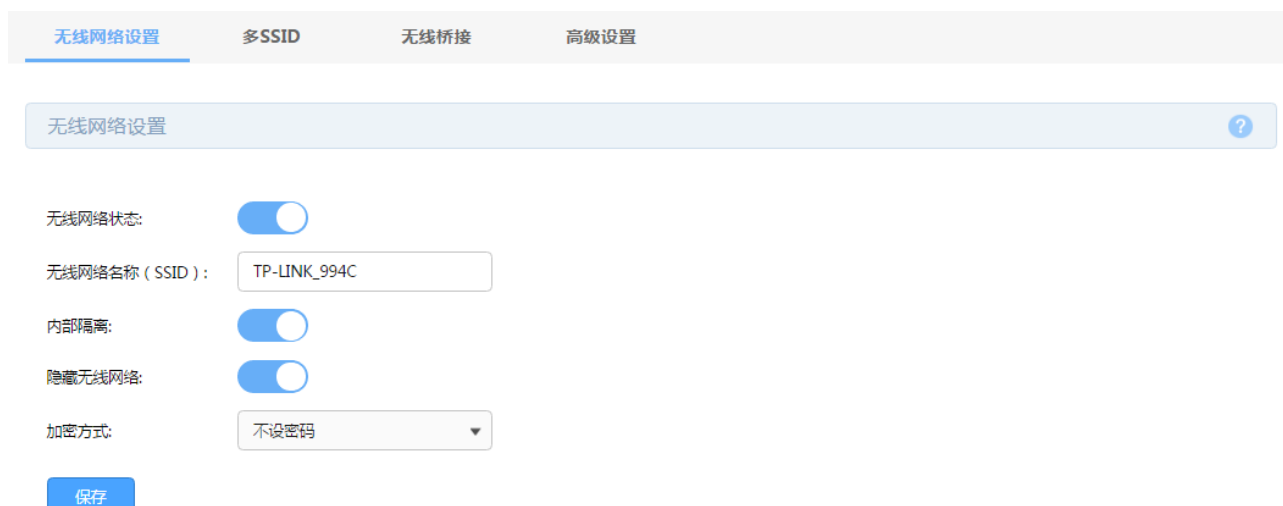 无线网络设置 多SSID 无线桥接 高级设置
无线网络设置 ?
无线网络状态:
无线网络名称（SSID）: TP-LINK_994C
内部隔离:
隐藏无线网络:
加密方式: 不设密码
保存